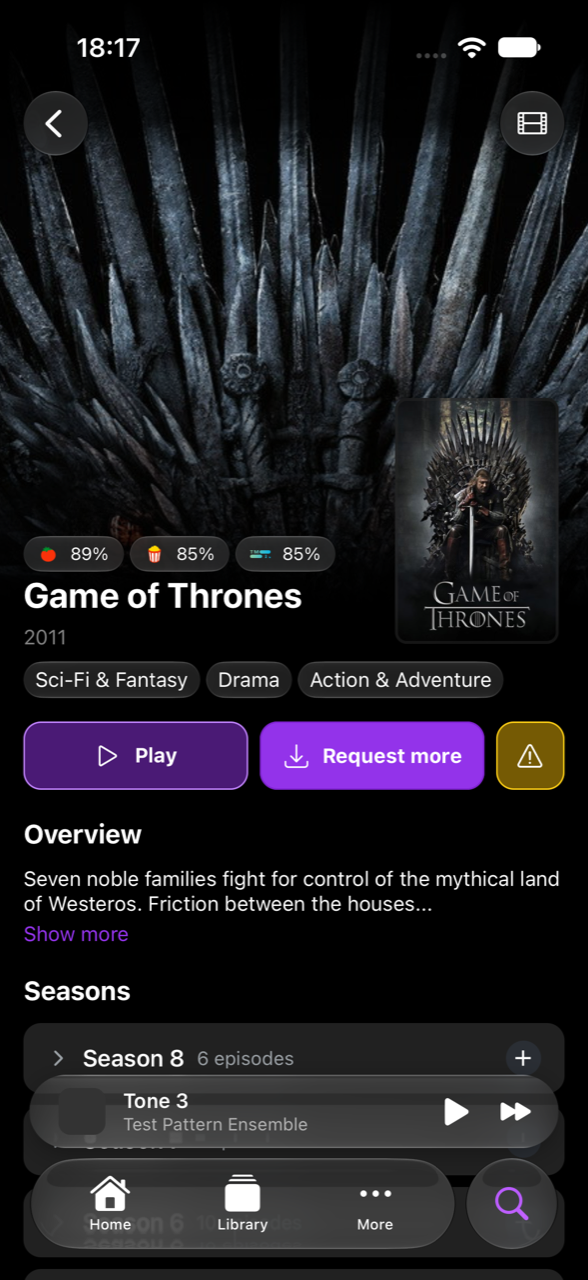 18:17
89%
85%
85%
Game of Thrones
2011
GAME OF
THRONES
Sci-Fi & Fantasy
Drama
Action & Adventure
Play
Request more
Overview
Seven noble families fight for control of the mythical land
of Westeros. Friction between the houses...
Show more
Seasons
Season 8 6 episodes
Tone 3
Test Pattern Ensemble
Season 6
Home
Library
More